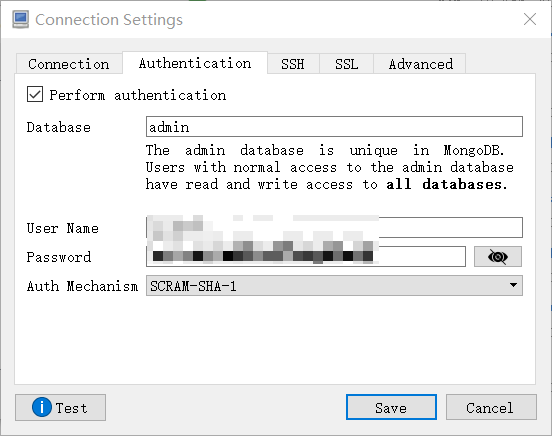 Connection Settings
Connection Authentication SSH SSL Advanced
Perform authentication
Database admin
The admin database is unique in MongoDB.
Users with normal access to the admin database
have read and write access to all databases.
User Name
Password
Auth Mechanism SCRAM-SHA-1
Test Save Cancel